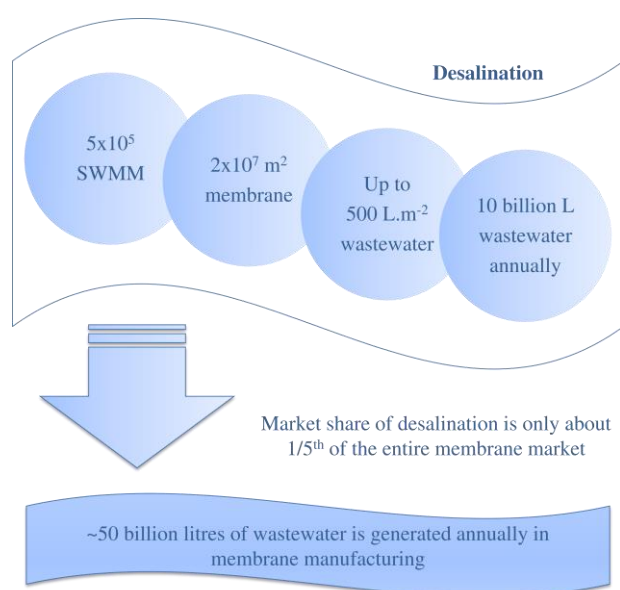 Desalination
5x10⁵
SWMM
2x10⁷ m²
membrane
Up to
500 L.m⁻²
wastewater
10 billion L
wastewater
annually
Market share of desalination is only about
1/5ᵗʰ of the entire membrane market
~50 billion litres of wastewater is generated annually in
membrane manufacturing